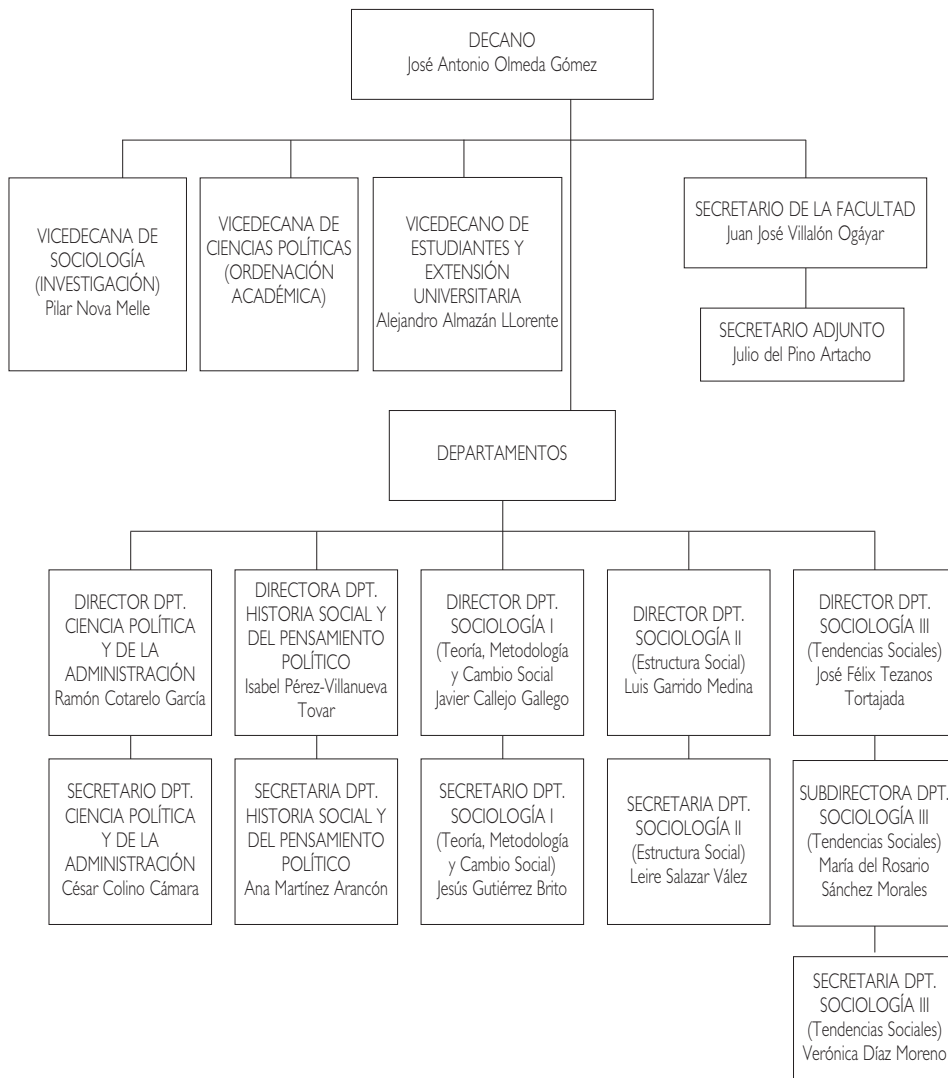 DECANO
José Antonio Olmeda Gómez
VICEDECANA DE
SOCIOLOGÍA
(INVESTIGACIÓN)
Pilar Nova Melle
VICEDECANA DE
CIENCIAS POLÍTICAS
(ORDENACIÓN
ACADÉMICA)
VICEDECANO DE
ESTUDIANTES Y
EXTENSIÓN
UNIVERSITARIA
Alejandro Almazán LLorente
SECRETARIO DE LA FACULTAD
Juan José Villalón Ogáyar
SECRETARIO ADJUNTO
Julio del Pino Artacho
DEPARTAMENTOS
DIRECTOR DPT.
CIENCIA POLÍTICA
Y DE LA
ADMINISTRACIÓN
Ramón Cotarelo García
DIRECTORA DPT.
HISTORIA SOCIAL Y
DEL PENSAMIENTO
POLÍTICO
Isabel Pérez-Villanueva
Tovar
DIRECTOR DPT.
SOCIOLOGÍA I
(Teoría, Metodología
y Cambio Social
Javier Callejo Gallego
DIRECTOR DPT.
SOCIOLOGÍA II
(Estructura Social)
Luis Garrido Medina
DIRECTOR DPT.
SOCIOLOGÍA III
(Tendencias Sociales)
José Félix Tezanos
Tortajada
SECRETARIO DPT.
CIENCIA POLÍTICA
Y DE LA
ADMINISTRACIÓN
César Colino Cámara
SECRETARIA DPT.
HISTORIA SOCIAL Y
DEL PENSAMIENTO
POLÍTICO
Ana Martínez Arancón
SECRETARIO DPT.
SOCIOLOGÍA I
(Teoría, Metodología
y Cambio Social)
Jesús Gutiérrez Brito
SECRETARIA DPT.
SOCIOLOGÍA II
(Estructura Social)
Leire Salazar Vález
SUBDIRECTORA DPT.
SOCIOLOGÍA III
(Tendencias Sociales)
María del Rosario
Sánchez Morales
SECRETARIA DPT.
SOCIOLOGÍA III
(Tendencias Sociales)
Verónica Díaz Moreno